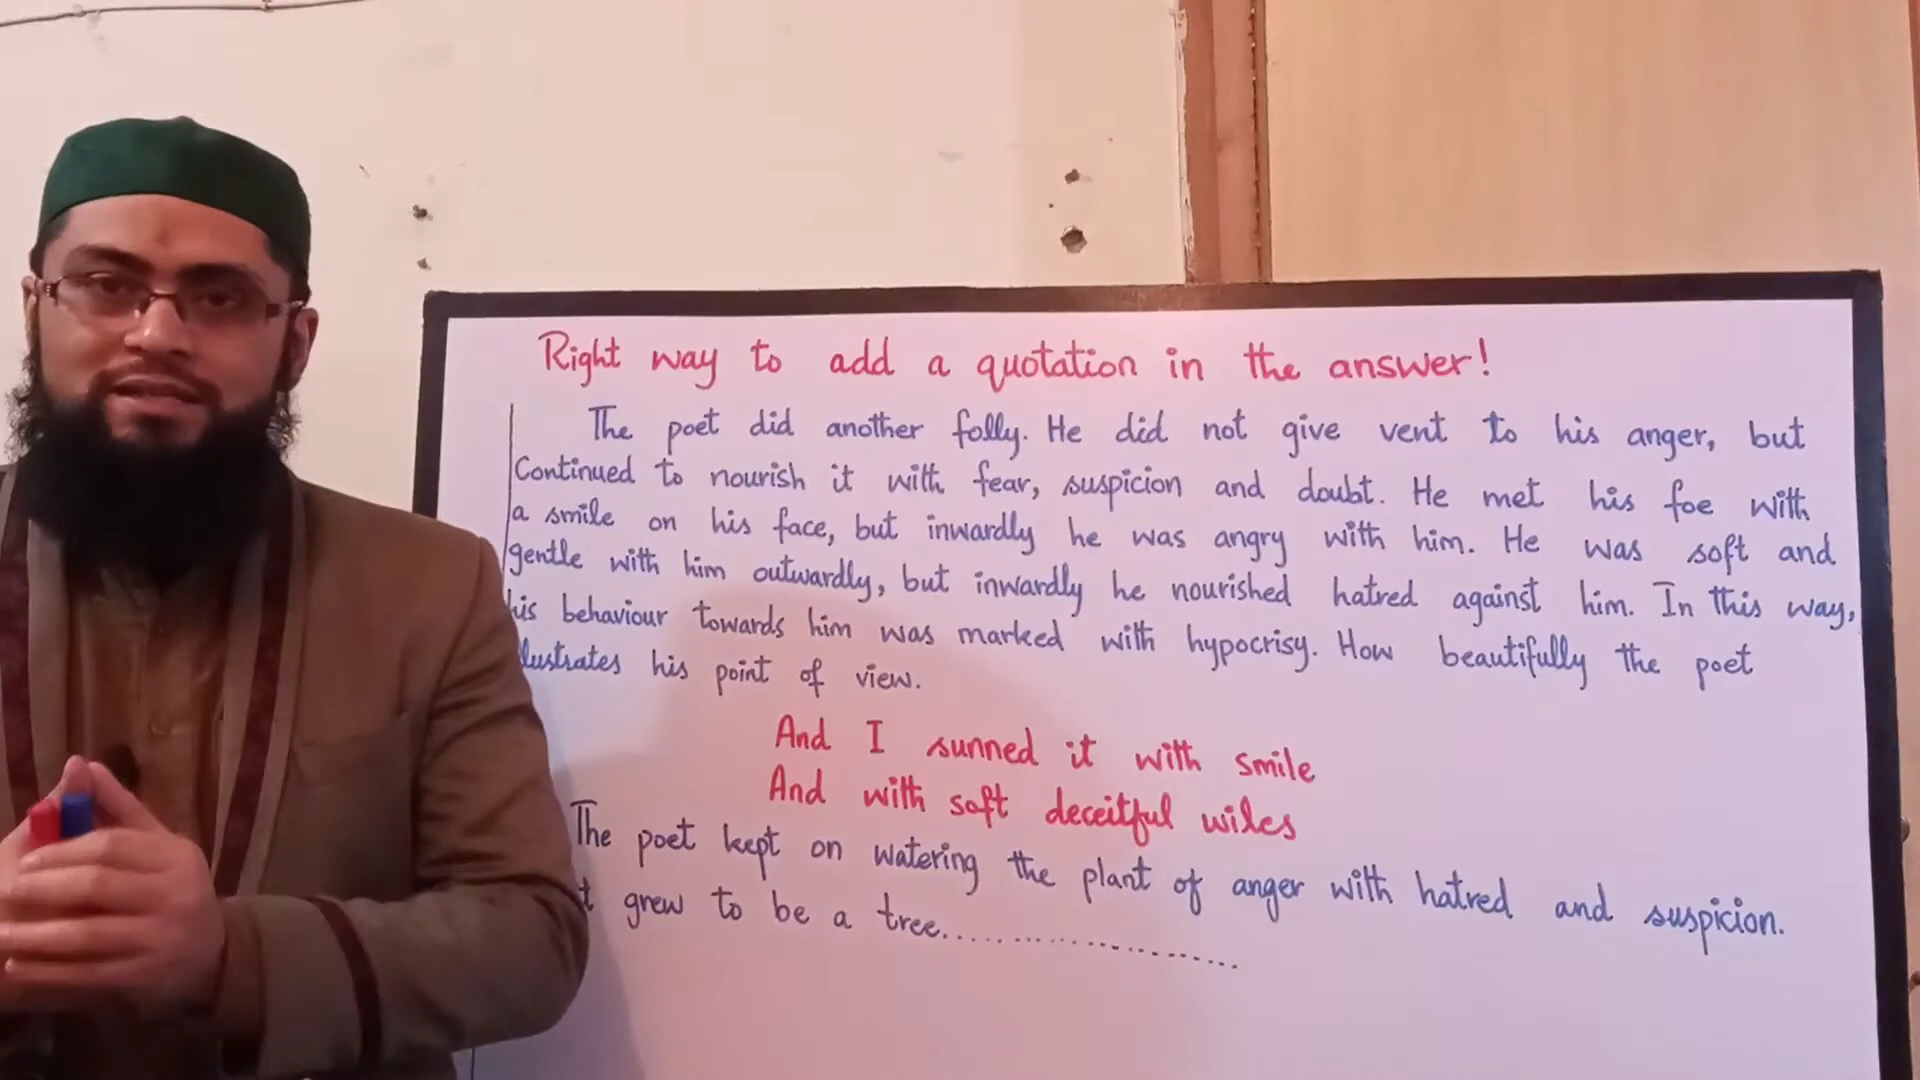 Right way to add a quotation in the answer!
The poet did another folly. He did not give vent to his anger, but
Continued to nourish it with fear, suspicion and doubt. He met his foe with
a smile on his face, but inwardly he was angry with him. He was soft and
gentle with him outwardly, but inwardly he nourished hatred against him. In this way,
his behaviour towards him was marked with hypocrisy. How beautifully the poet
llustrates his point of view.
And I sunned it with smile
And with soft deceitful wiles
The poet kept on watering the plant of anger with hatred and suspicion.
t grew to be a tree....................